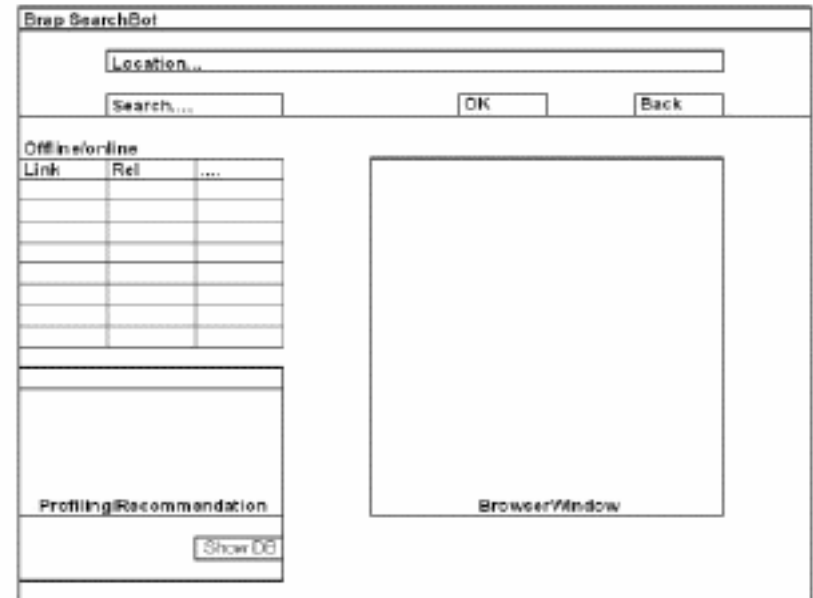 Brap SearchBot
Location...
Search.... OK Back
Offline/online
Link Rel ....
Profiling/Recommendation
BrowserWindow
Show DB